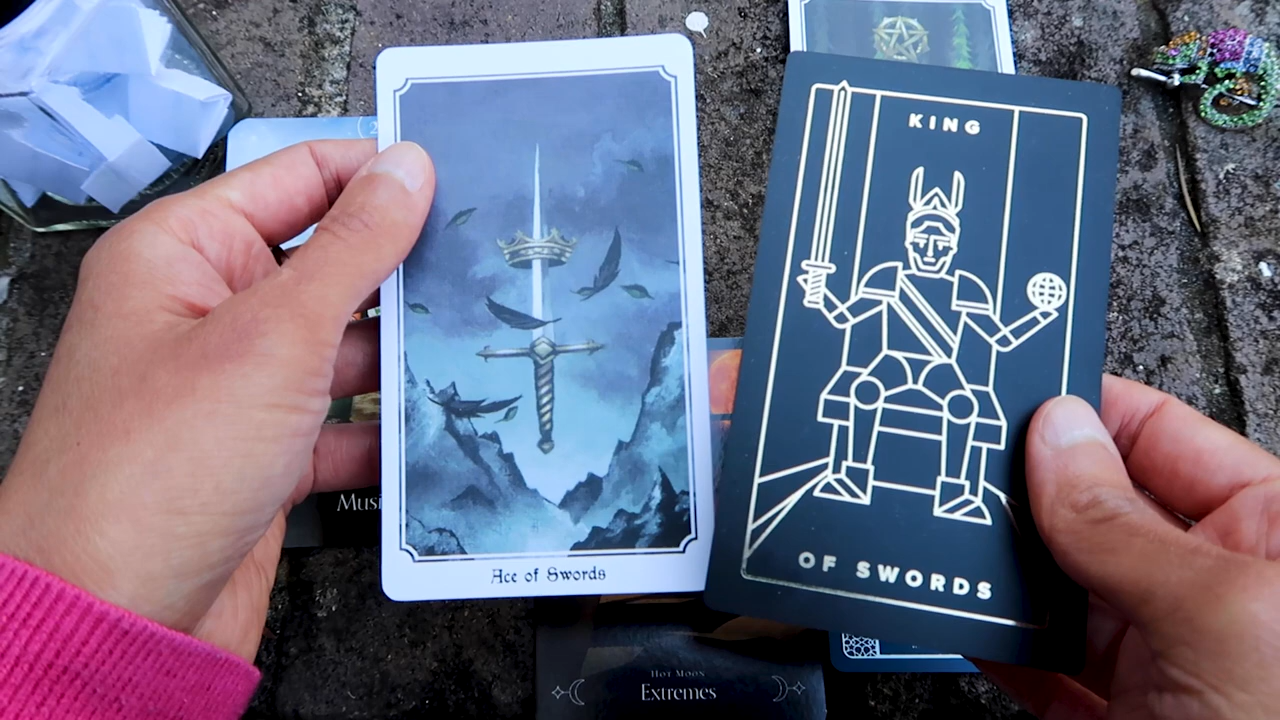 KING
OF SWORDS
Ace of Swords
Musi
Hot Moon
Extremes